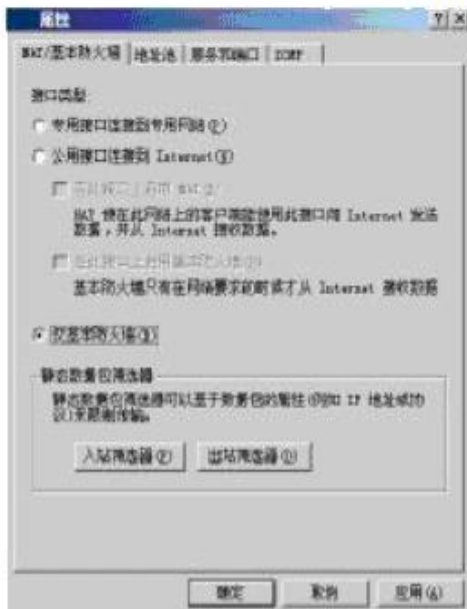 属性
NAT/基本防火墙 地址池 服务和端口 ICMP
接口类型:
专用接口连接到专用网络(P)
公用接口连接到 Internet(U)
在此接口上启用 NAT(E)
NAT 使在此网络上的客户端能使用此接口向 Internet 发送
数据，并从 Internet 接收数据。
在此接口上启用基本防火墙
基本防火墙只有在网络要求的时候才从 Internet 接收数据
仅基本防火墙(B)
静态数据包筛选器
静态数据包筛选器可以基于数据包的属性(例如 IP 地址或协
议)来限制传输。
入站筛选器(F) 出站筛选器(O)
确定 取消 应用(A)